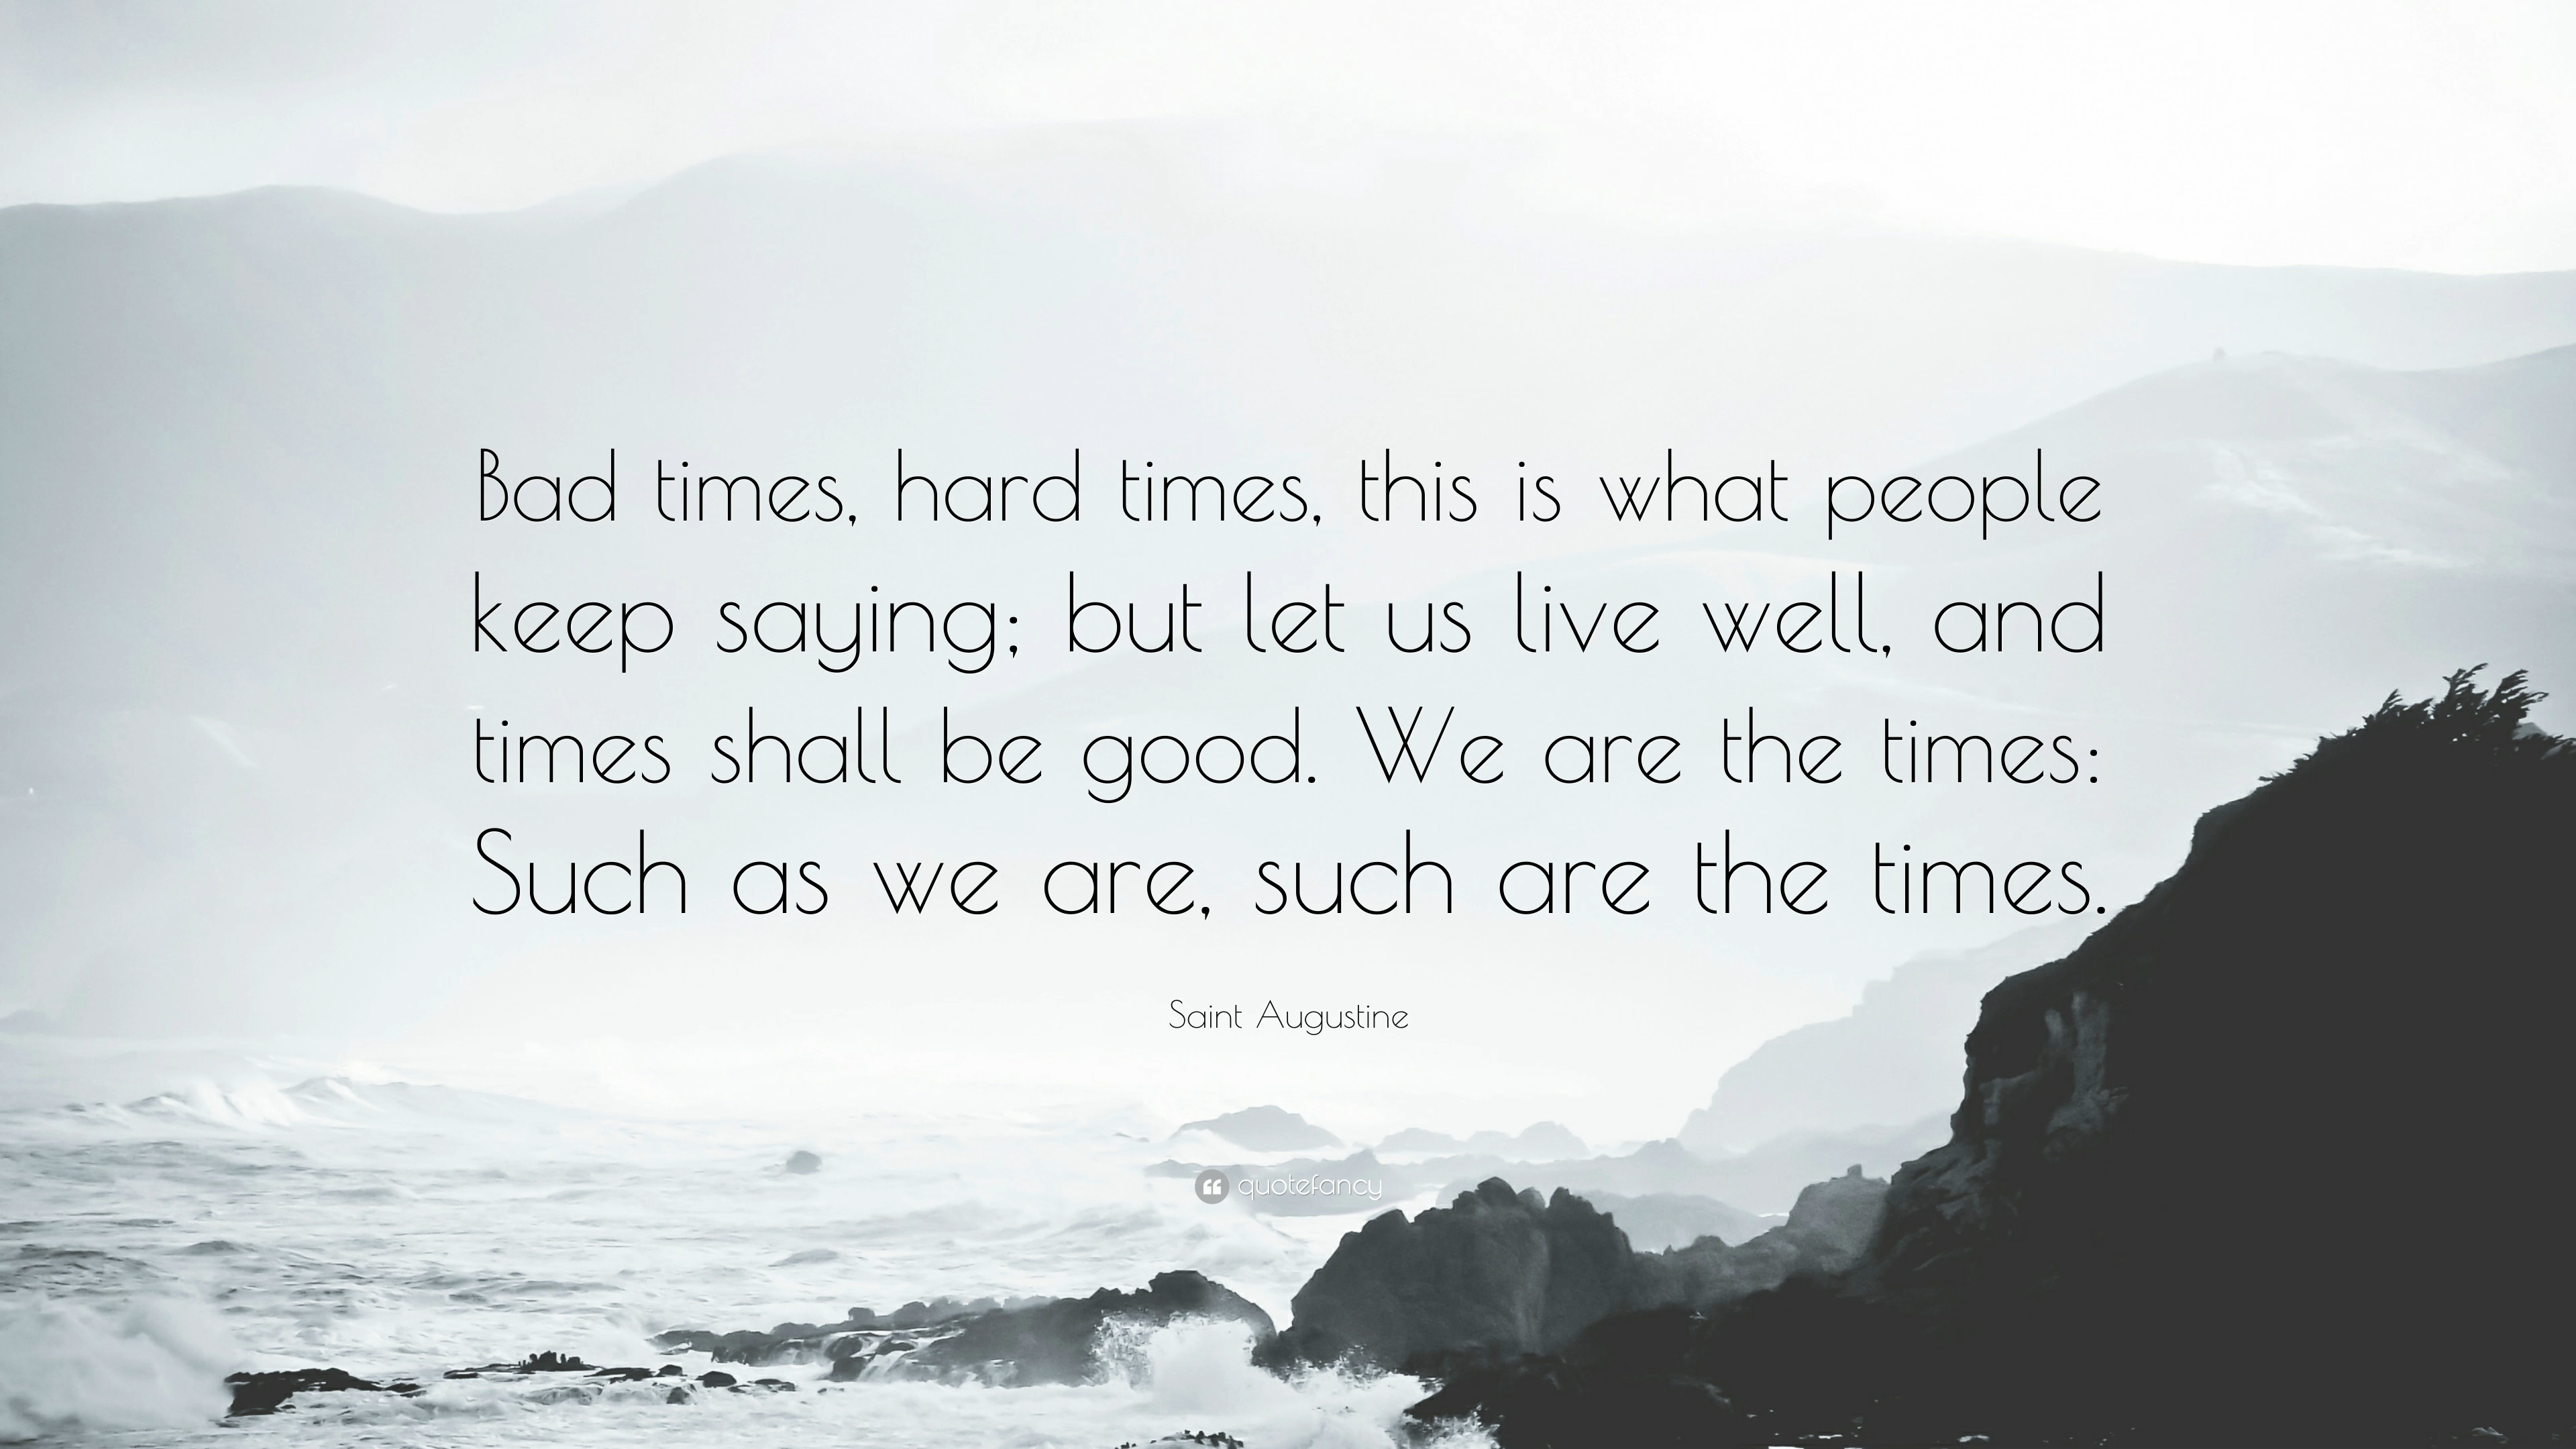 Bad times, hard times, this is what people
keep saying; but let us live well, and
times shall be good. We are the times:
Such as we are, such are the times.
Saint Augustine
quotefancy